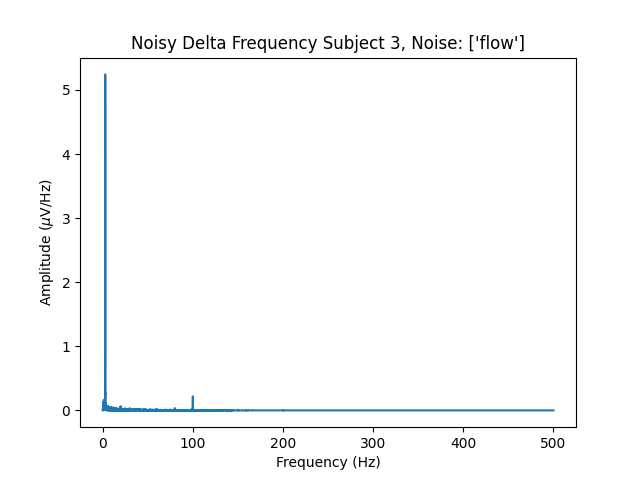 Noisy Delta Frequency Subject 3, Noise: ['flow']
Amplitude (μV/Hz)
5
4
3
2
1
0
0 100 200 300 400 500
Frequency (Hz)